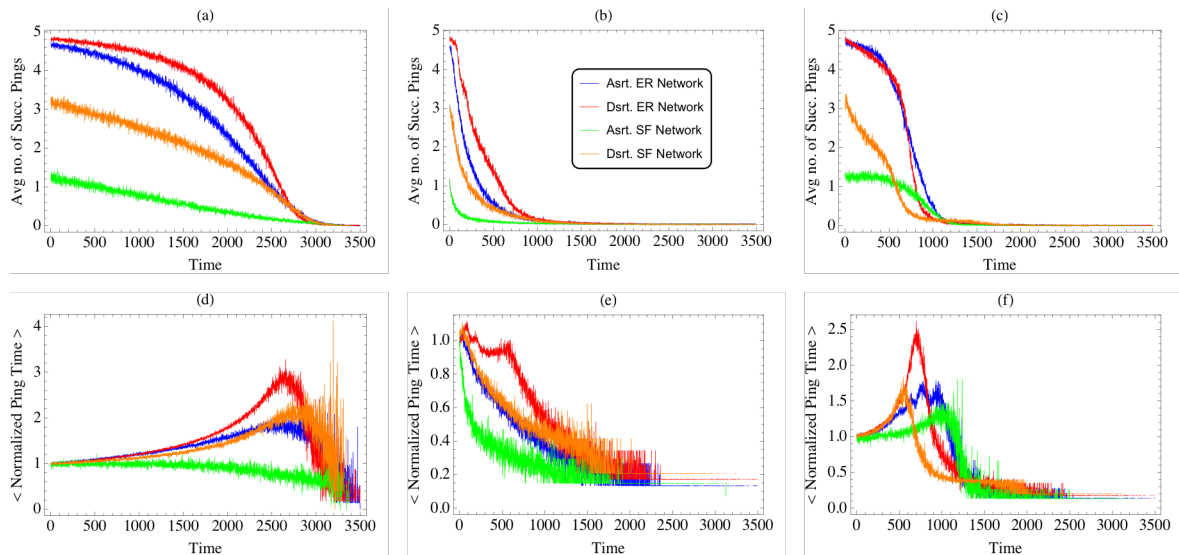 (a)
(b)
(c)
Avg no. of Succ. Pings
5
4
3
2
1
0
0 500 1000 1500 2000 2500 3000 3500
Time
Avg no. of Succ. Pings
5
4
3
2
1
0
0 500 1000 1500 2000 2500 3000 3500
Time
Asrt. ER Network
Dsrt. ER Network
Asrt. SF Network
Dsrt. SF Network
Avg no. of Succ. Pings
5
4
3
2
1
0
0 500 1000 1500 2000 2500 3000 3500
Time
(d)
(e)
(f)
< Normalized Ping Time >
4
3
2
1
0
0 500 1000 1500 2000 2500 3000 3500
Time
< Normalized Ping Time >
1.0
0.8
0.6
0.4
0.2
0.0
0 500 1000 1500 2000 2500 3000 3500
Time
< Normalized Ping Time >
2.5
2.0
1.5
1.0
0.5
0.0
0 500 1000 1500 2000 2500 3000 3500
Time